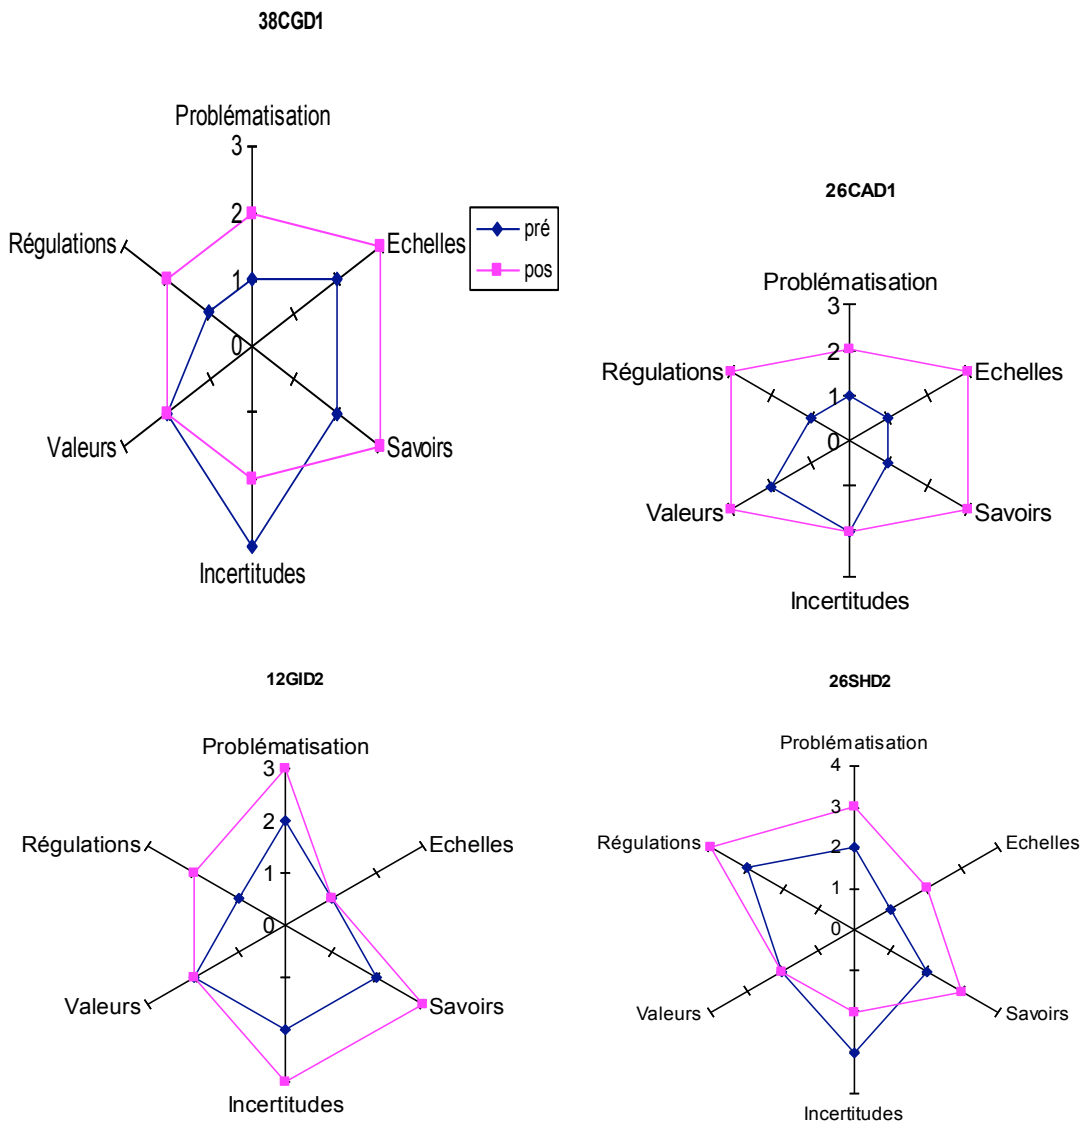 38CGD1
Problématisation
3
2
1
0
Echelles
Savoirs
Incertitudes
Valeurs
Régulations
pré
pos
26CAD1
Problématisation
3
2
1
0
Echelles
Savoirs
Incertitudes
Valeurs
Régulations
12GID2
Problématisation
3
2
1
0
Echelles
Savoirs
Incertitudes
Valeurs
Régulations
26SHD2
Problématisation
4
3
2
1
0
Echelles
Savoirs
Incertitudes
Valeurs
Régulations